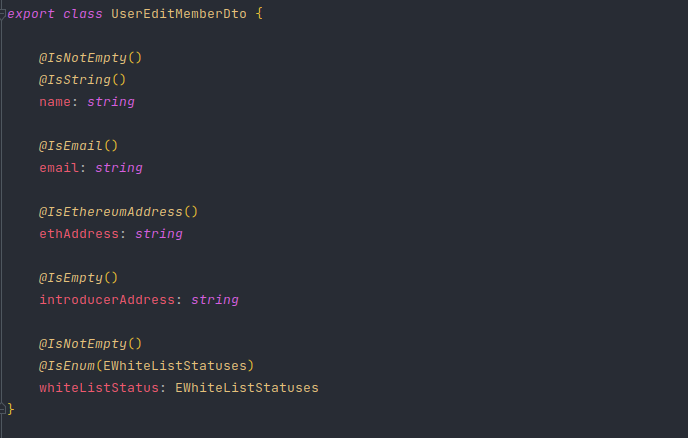 export class UserEditMemberDto {
@IsNotEmpty()
@IsString()
name: string
@IsEmail()
email: string
@IsEthereumAddress()
ethAddress: string
@IsEmpty()
introducerAddress: string
@IsNotEmpty()
@IsEnum(EWhiteListStatuses)
whiteListStatus: EWhiteListStatuses
}